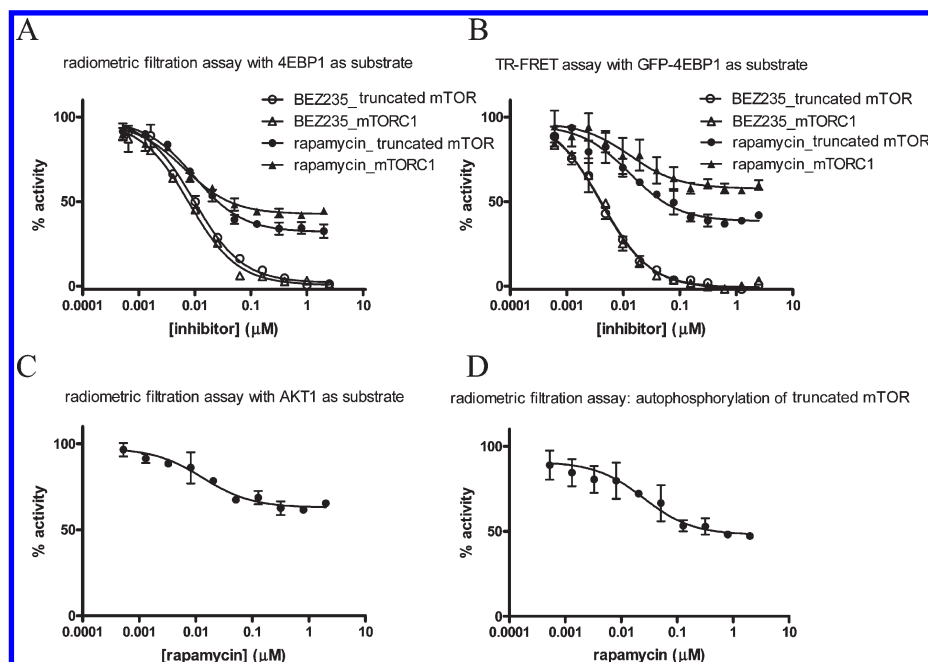 A
radiometric filtration assay with 4EBP1 as substrate
BEZ235_truncated mTOR
BEZ235_mTORC1
rapamycin_truncated mTOR
rapamycin_mTORC1
% activity
100
50
0
0.0001 0.001 0.01 0.1 1 10
[inhibitor] (µM)
B
TR-FRET assay with GFP-4EBP1 as substrate
BEZ235_truncated mTOR
BEZ235_mTORC1
rapamycin_truncated mTOR
rapamycin_mTORC1
% activity
100
50
0
0.0001 0.001 0.01 0.1 1 10
[inhibitor] (µM)
C
radiometric filtration assay with AKT1 as substrate
% activity
100
50
0
0.0001 0.001 0.01 0.1 1 10
[rapamycin] (µM)
D
radiometric filtration assay: autophosphorylation of truncated mTOR
% activity
100
50
0
0.0001 0.001 0.01 0.1 1 10
rapamycin (µM)